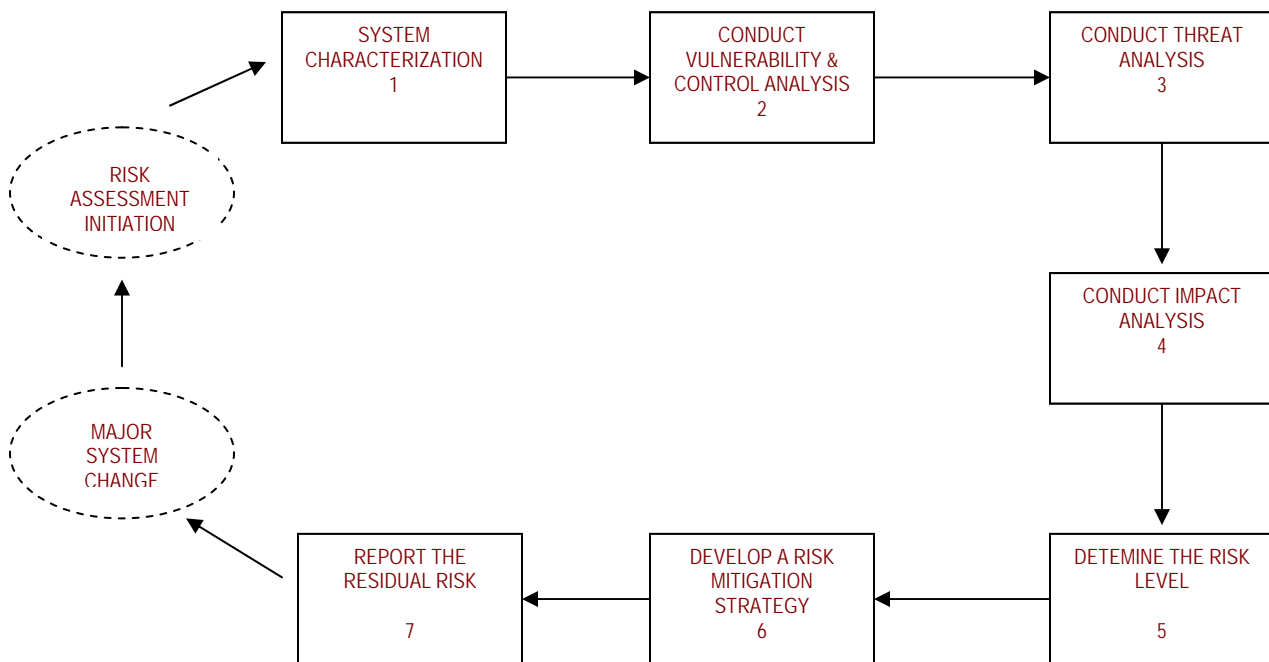 SYSTEM
CHARACTERIZATION
1
CONDUCT
VULNERABILITY &
CONTROL ANALYSIS
2
CONDUCT THREAT
ANALYSIS
3
RISK
ASSESSMENT
INITIATION
CONDUCT IMPACT
ANALYSIS
4
MAJOR
SYSTEM
CHANGE
REPORT THE
RESIDUAL RISK
7
DEVELOP A RISK
MITIGATION
STRATEGY
6
DETEMINE THE RISK
LEVEL
5